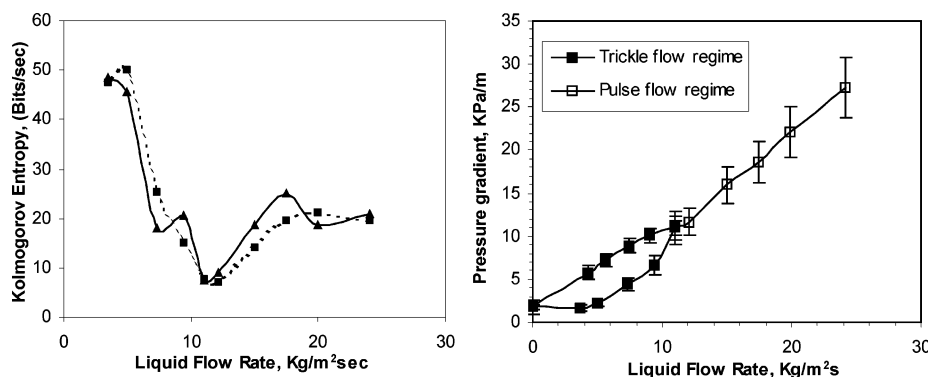 Kolmogorov Entropy, (Bits/sec)
60
50
40
30
20
10
0
0 10 20 30
Liquid Flow Rate, Kg/m²sec
Pressure gradient, KPa/m
35
30
25
20
15
10
5
0
Trickle flow regime
Pulse flow regime
0 10 20 30
Liquid Flow Rate, Kg/m²s